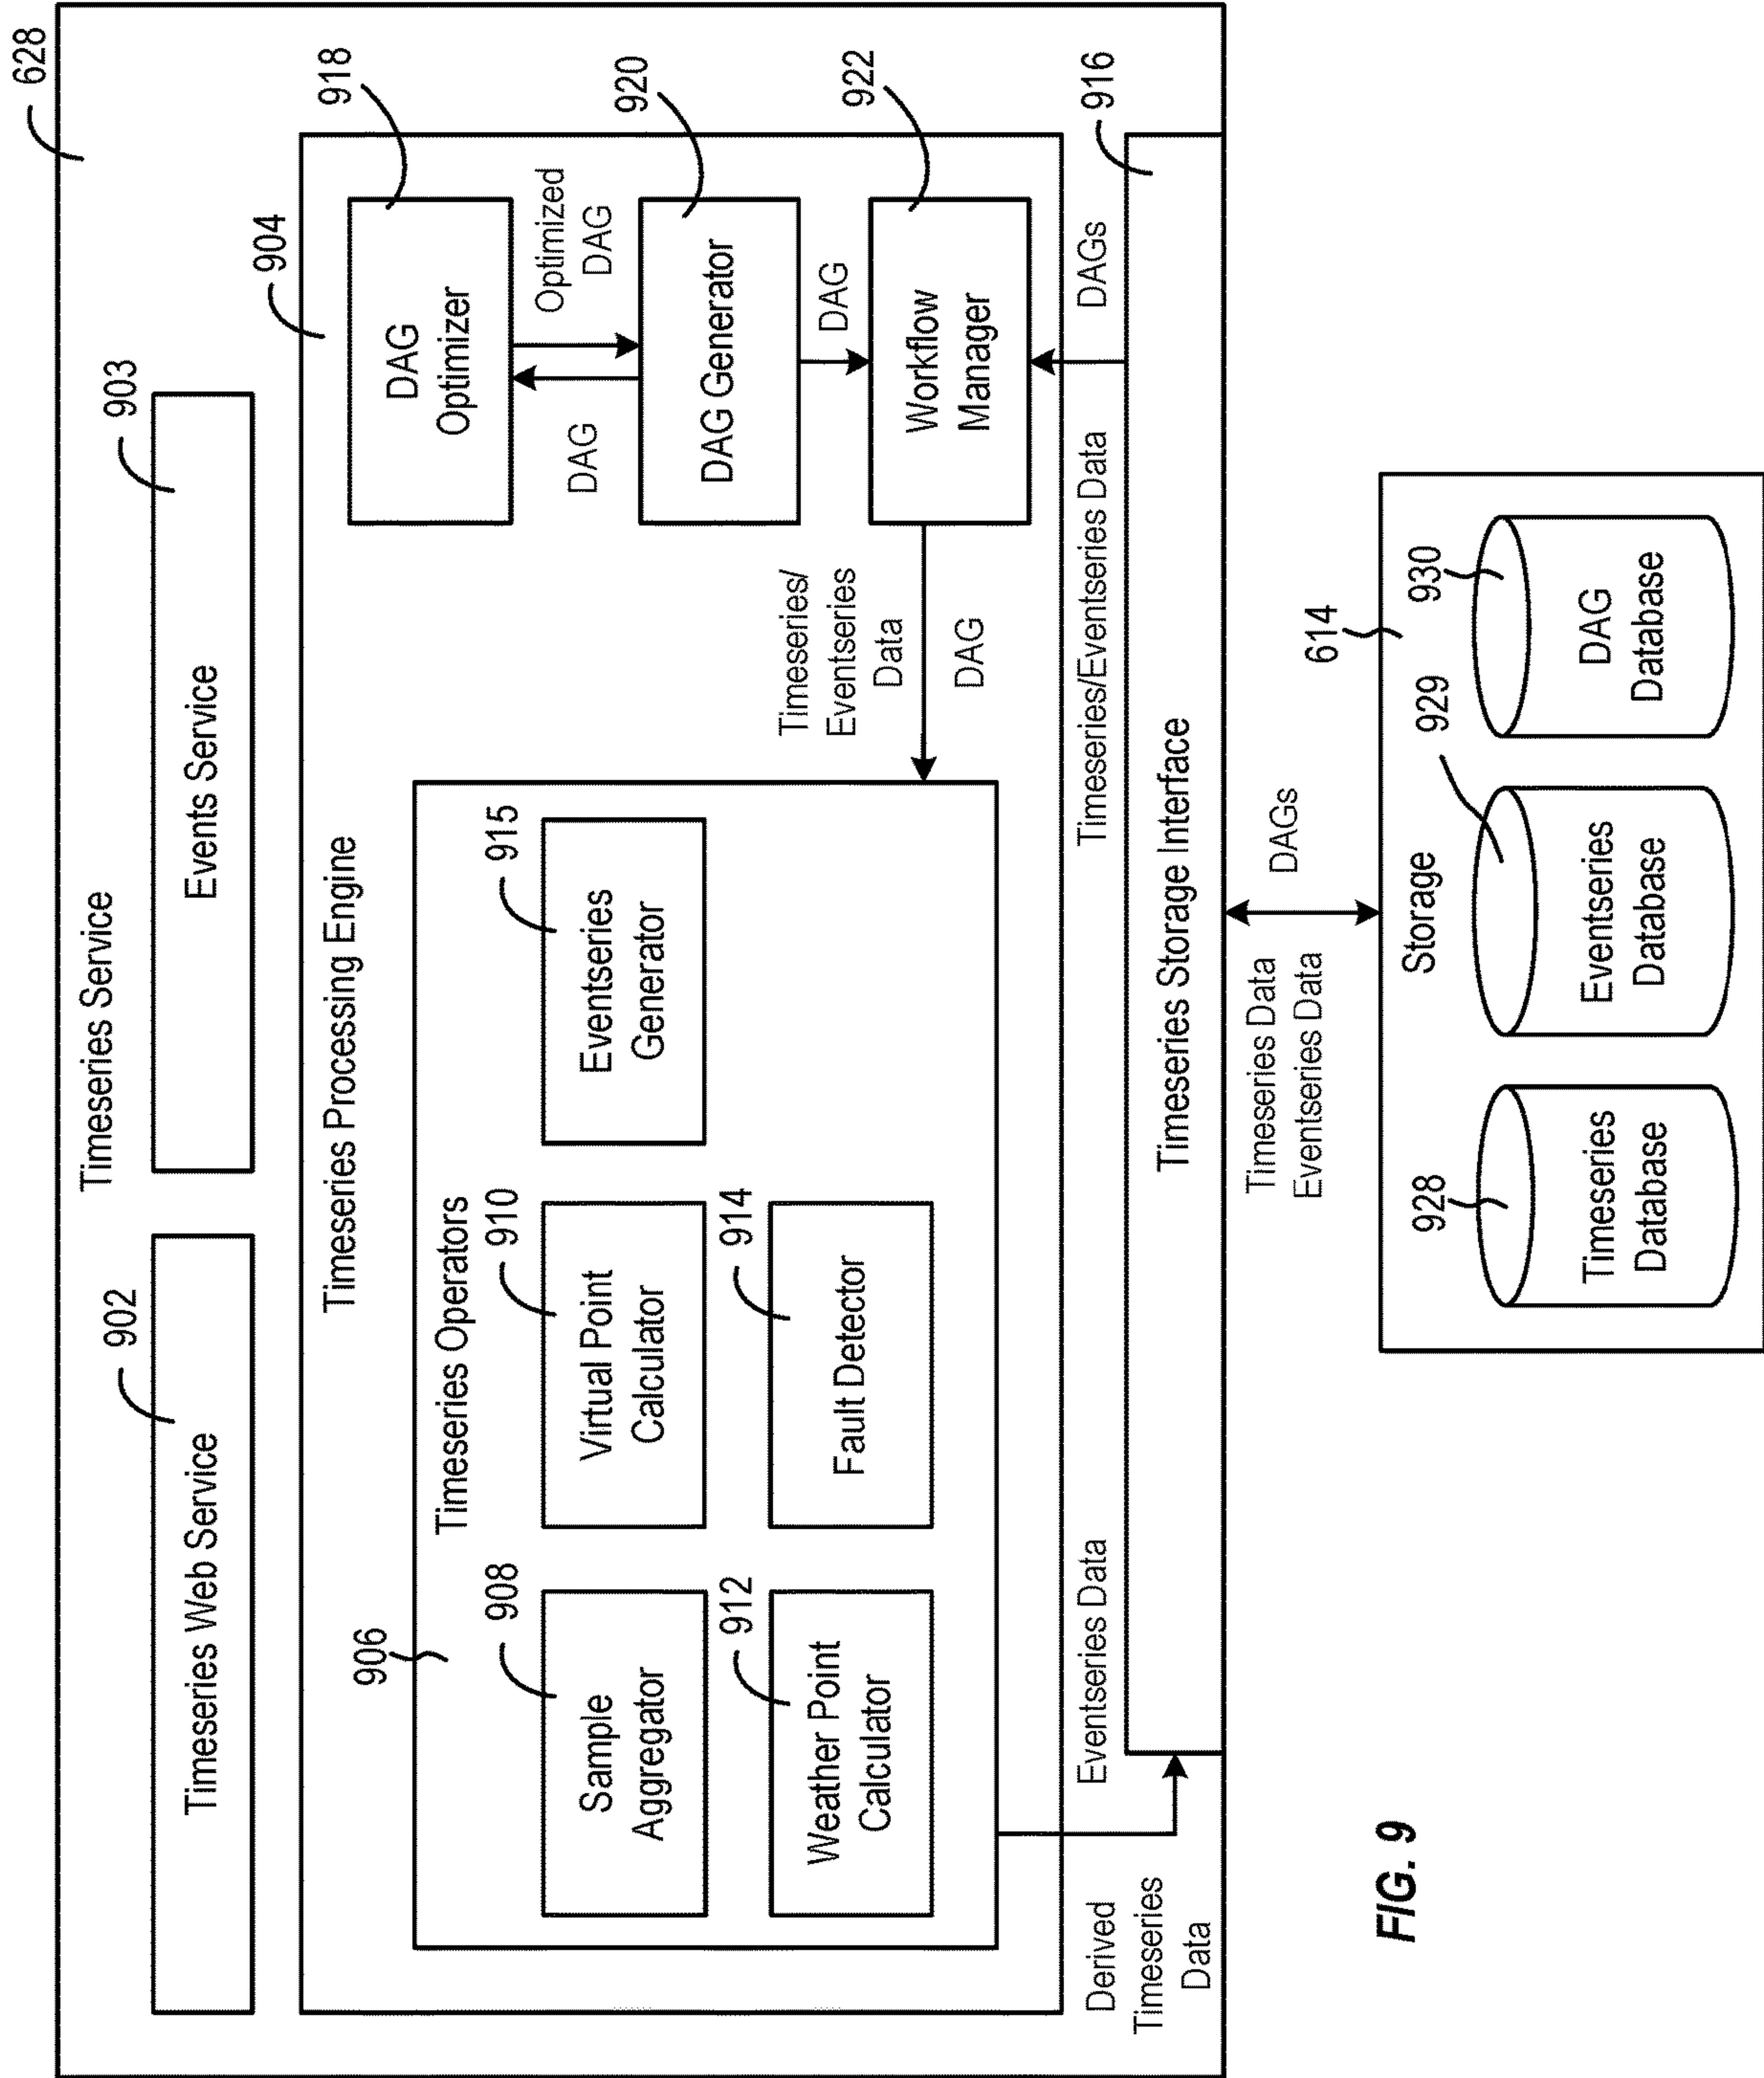 628
Timeseries Service
902
903
Timeseries Web Service
Events Service
904
Timeseries Processing Engine
906
Timeseries Operators
908
Sample
Aggregator
910
Virtual Point
Calculator
915
Eventseries
Generator
912
Weather Point
Calculator
914
Fault Detector
918
DAG
Optimizer
DAG
Optimized
DAG
920
DAG Generator
DAG
922
Workflow
Manager
Timeseries/
Eventseries
Data
DAG
Derived
Timeseries
Data
Eventseries Data
Timeseries/Eventseries Data
DAGs
916
Timeseries Storage Interface
Timeseries Data
Eventseries Data
DAGs
614
Storage
928
Timeseries
Database
929
Eventseries
Database
930
DAG
Database
FIG. 9